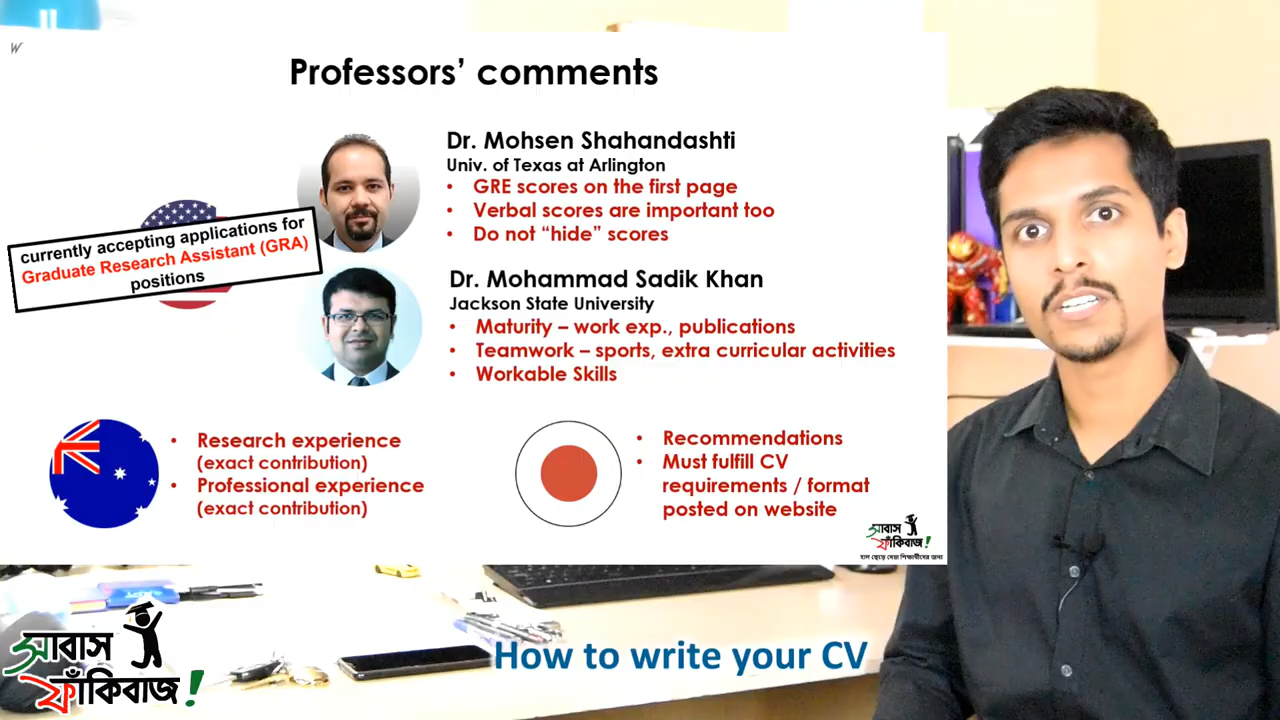 W
Professors' comments
Dr. Mohsen Shahandashti
Univ. of Texas at Arlington
• GRE scores on the first page
• Verbal scores are important too
• Do not "hide" scores
currently accepting applications for
Graduate Research Assistant (GRA)
positions
Dr. Mohammad Sadik Khan
Jackson State University
• Maturity – work exp., publications
• Teamwork – sports, extra curricular activities
• Workable Skills
• Research experience
(exact contribution)
• Professional experience
(exact contribution)
• Recommendations
• Must fulfill CV
requirements / format
posted on website
সাবাস
ফাঁকিবাজ!
হাল ছেড়ে দেয়া শিক্ষার্থীদের জন্য
সাবাস
ফাঁকিবাজ!
How to write your CV